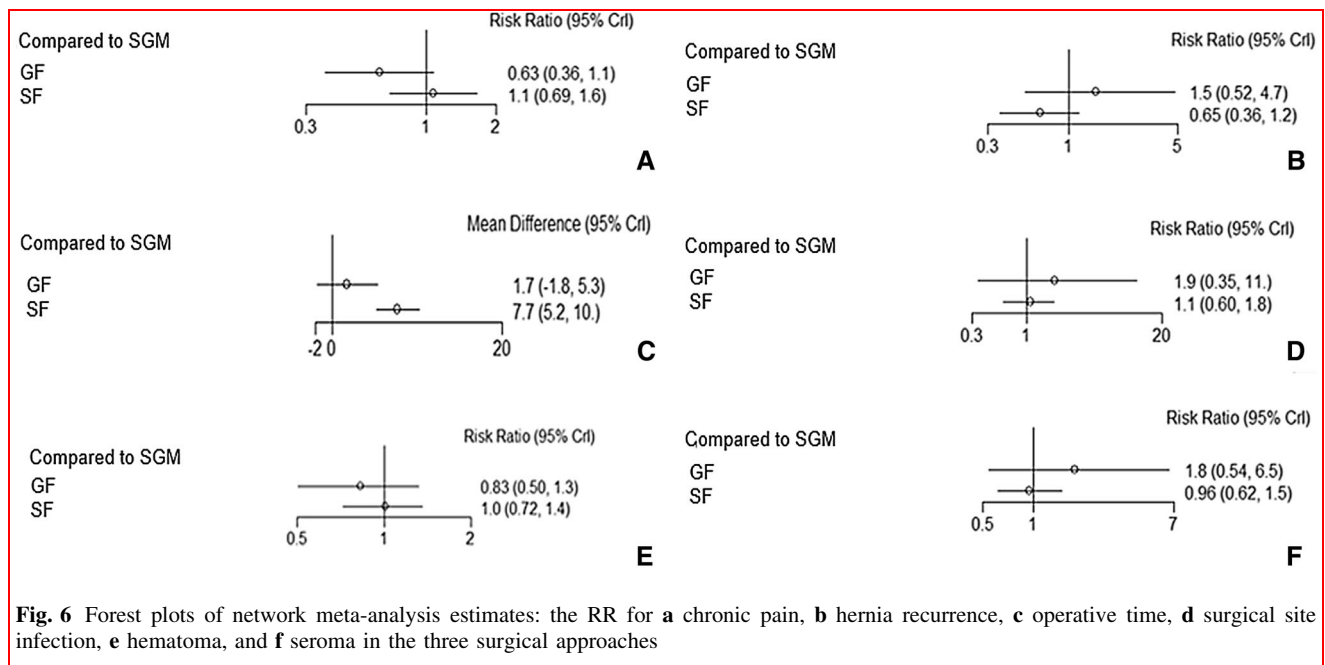 Risk Ratio (95% CrI)
Compared to SGM
GF
0.63 (0.36, 1.1)
SF
1.1 (0.69, 1.6)
0.3 1 2
A
Risk Ratio (95% CrI)
Compared to SGM
GF
1.5 (0.52, 4.7)
SF
0.65 (0.36, 1.2)
0.3 1 5
B
Mean Difference (95% CrI)
Compared to SGM
GF
1.7 (-1.8, 5.3)
SF
7.7 (5.2, 10.)
-2 0 20
C
Risk Ratio (95% CrI)
Compared to SGM
GF
1.9 (0.35, 11.)
SF
1.1 (0.60, 1.8)
0.3 1 20
D
Risk Ratio (95% CrI)
Compared to SGM
GF
0.83 (0.50, 1.3)
SF
1.0 (0.72, 1.4)
0.5 1 2
E
Risk Ratio (95% CrI)
Compared to SGM
GF
1.8 (0.54, 6.5)
SF
0.96 (0.62, 1.5)
0.5 1 7
F
Fig. 6 Forest plots of network meta-analysis estimates: the RR for a chronic pain, b hernia recurrence, c operative time, d surgical site
infection, e hematoma, and f seroma in the three surgical approaches